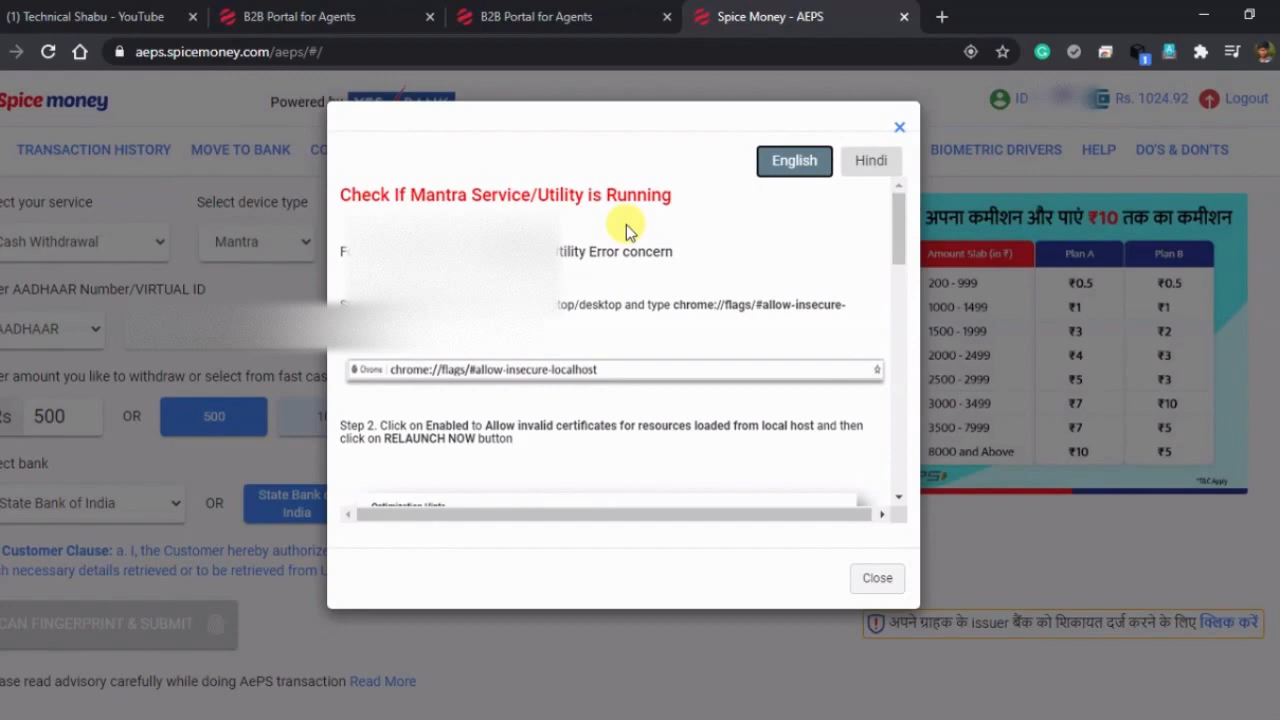 (1) Technical Shabu - YouTube
B2B Portal for Agents
B2B Portal for Agents
Spice Money - AEPS
aeps.spicemoney.com/aeps/#/
1
Spice money
Powered by
ID
Rs. 1024.92
Logout
TRANSACTION HISTORY
MOVE TO BANK
CO
BIOMETRIC DRIVERS
HELP
DO'S & DON'TS
ect your service
Select device type
Cash Withdrawal
Mantra
er AADHAAR Number/VIRTUAL ID
AADHAAR
er amount you like to withdraw or select from fast cas
Rs 500
OR
500
10
ect bank
State Bank of India
OR
State Bank
India
Customer Clause: a. I, the Customer hereby authorize
ch necessary details retrieved or to be retrieved from U
CAN FINGERPRINT & SUBMIT
ase read advisory carefully while doing AePS transaction Read More
English
Hindi
Check If Mantra Service/Utility is Running
tility Error concern
top/desktop and type chrome://flags/#allow-insecure-
Chrome chrome://flags/#allow-insecure-localhost
Step 2. Click on Enabled to Allow invalid certificates for resources loaded from local host and then
click on RELAUNCH NOW button
Close
अपना कमीशन और पाएं ₹10 तक का कमीशन
Amount Slab (in ₹) Plan A Plan B
200 - 999 ₹0.5 ₹0.5
1000 - 1499 ₹1 ₹1
1500 - 1999 ₹3 ₹2
2000 - 2499 ₹4 ₹3
2500 - 2999 ₹5 ₹3
3000 - 3499 ₹7 ₹10
3500 - 7999 ₹7 ₹5
8000 and Above ₹10 ₹5
*T&C Apply
अपने ग्राहक के issuer बैंक को शिकायत दर्ज करने के लिए क्लिक करें